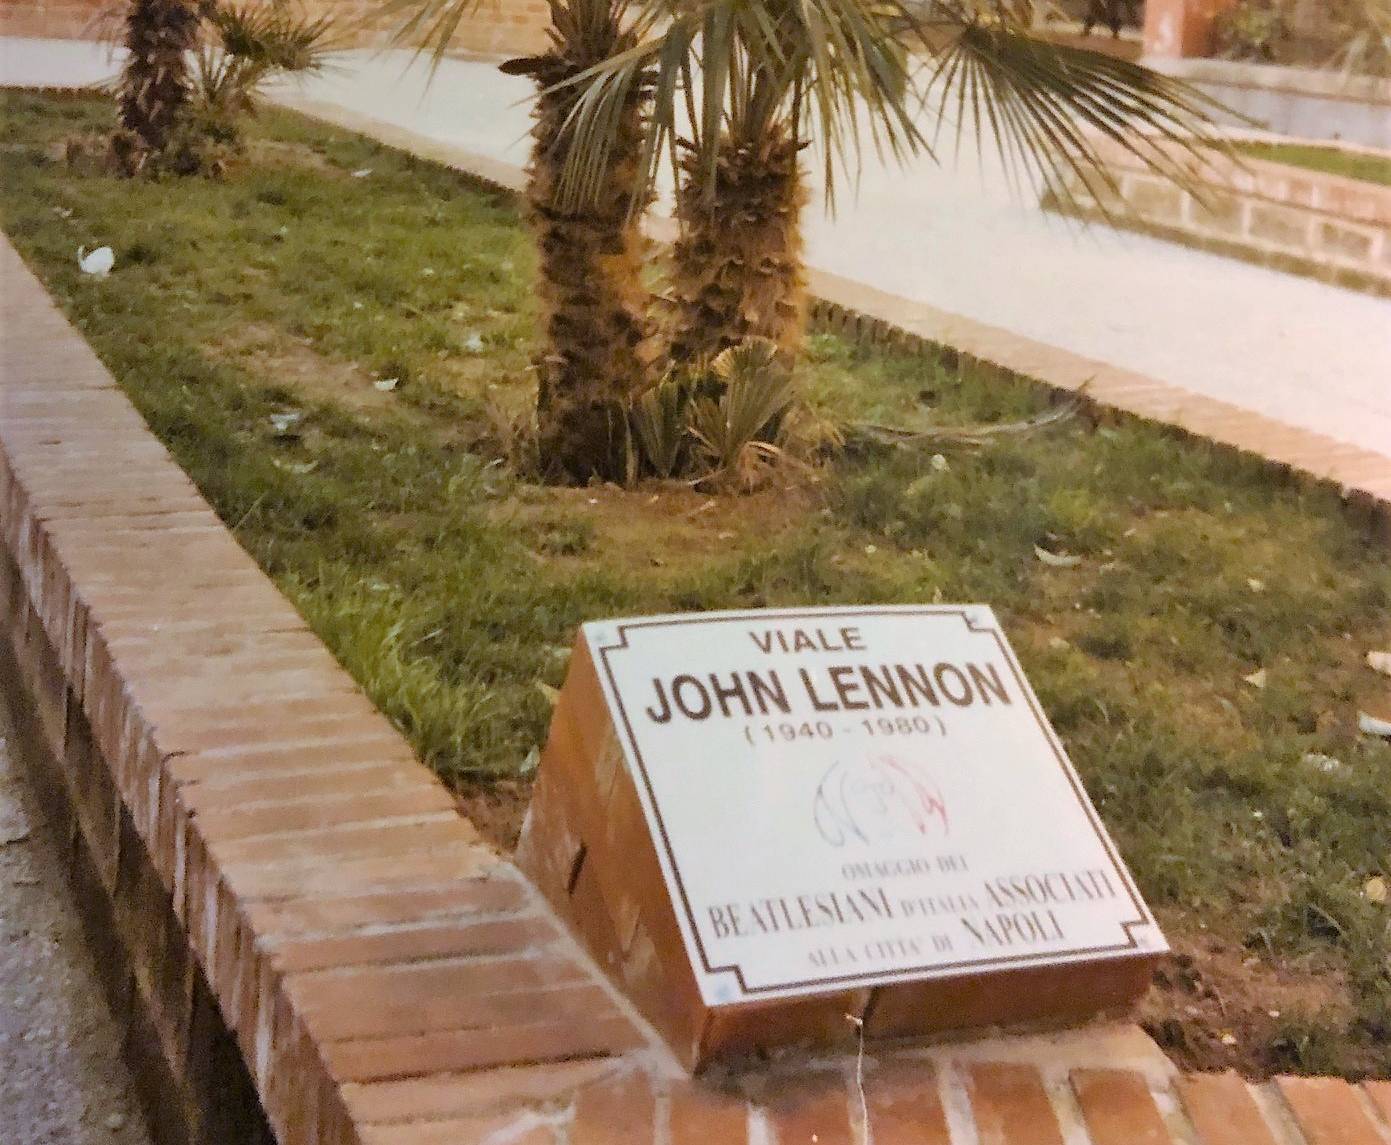 VIALE
JOHN LENNON
(1940 - 1980)
OMAGGIO DEI
BEATLESIANI D'ITALIA ASSOCIATI
ALLA CITTA' DI NAPOLI